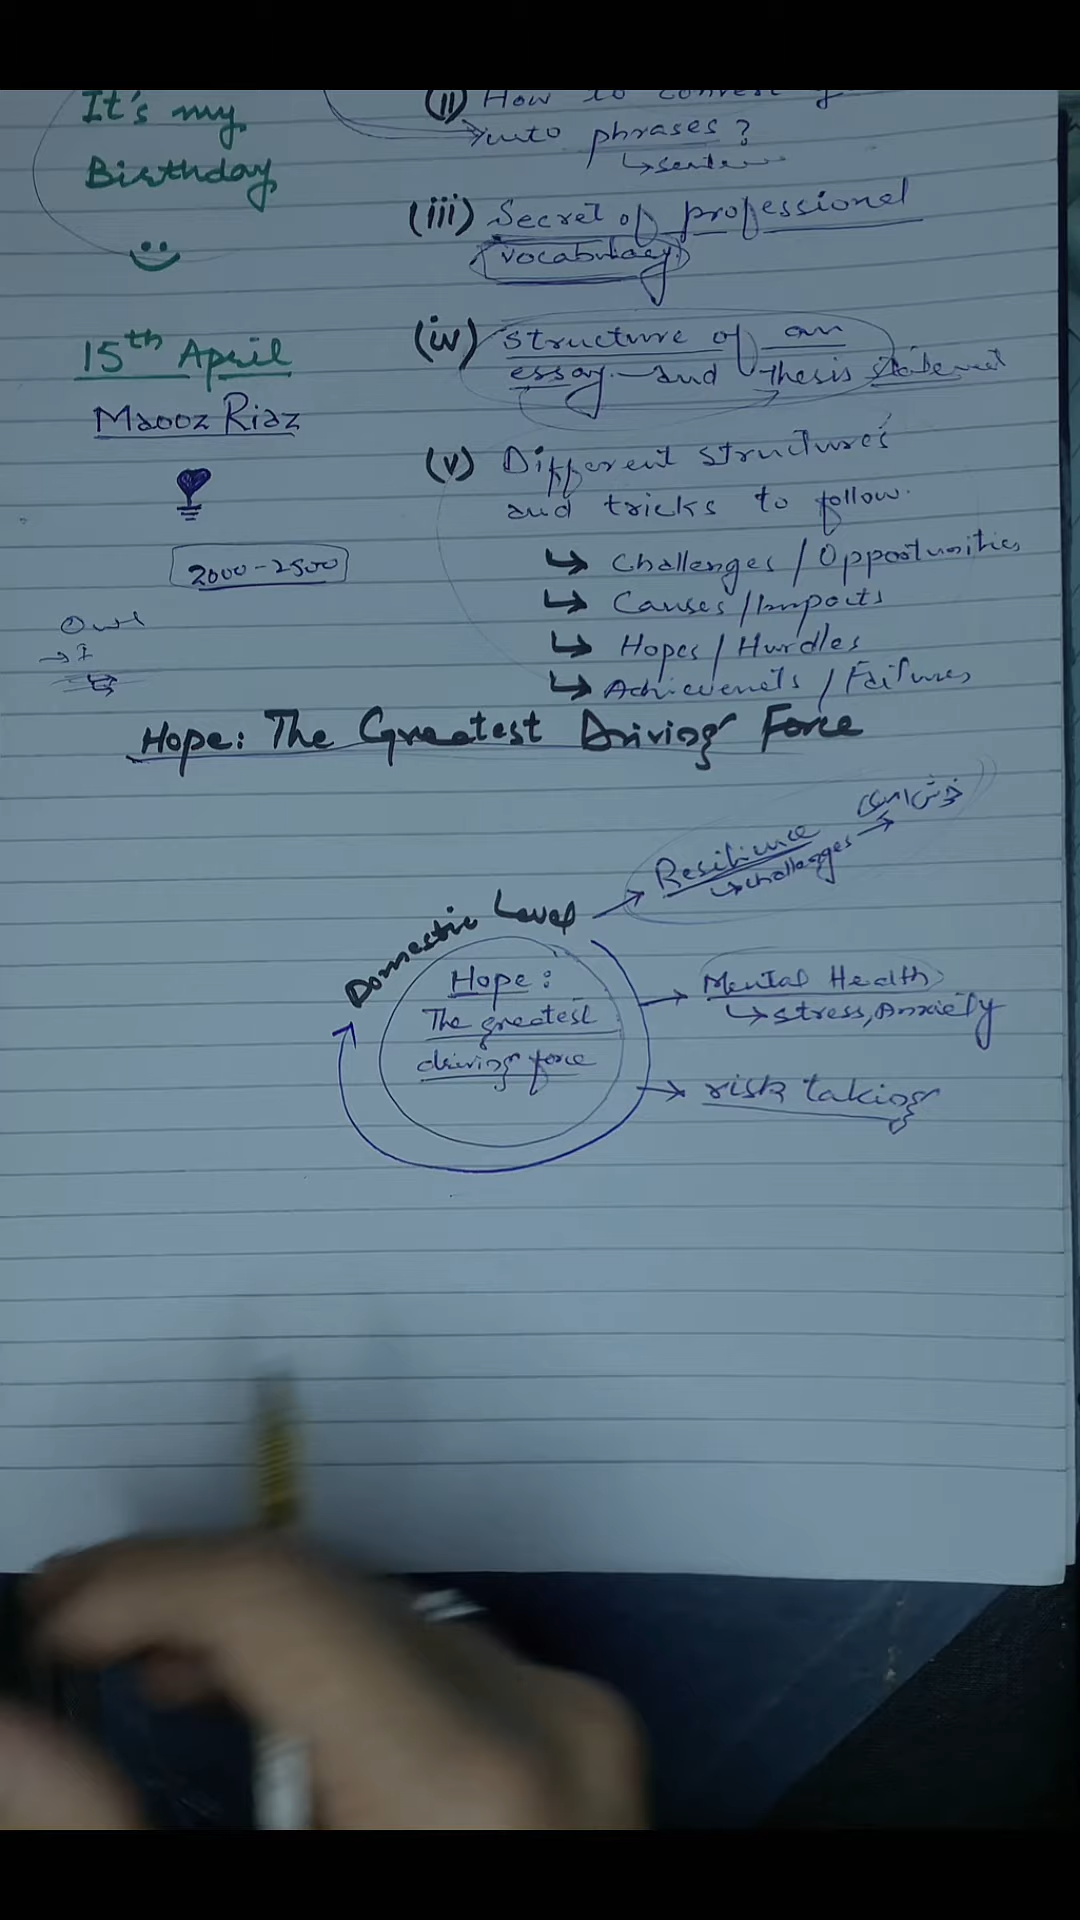 It's my
Birthday
15th April
Maooz Riaz
2000-2500
(ii) How to convert
into phrases?
(iii) Secret of professional
vocabulary
(iv) structure of an
essay and thesis statement
(v) Different structures
and tricks to follow.
Challenges / Opportunities
Causes / Impacts
Hopes / Hurdles
Achievements / Failures
Hope: The Greatest Driving Force
Domestic Level
Hope:
The greatest
driving force
Resilience
challenges
Mental Health
stress, Anxiety
risk taking